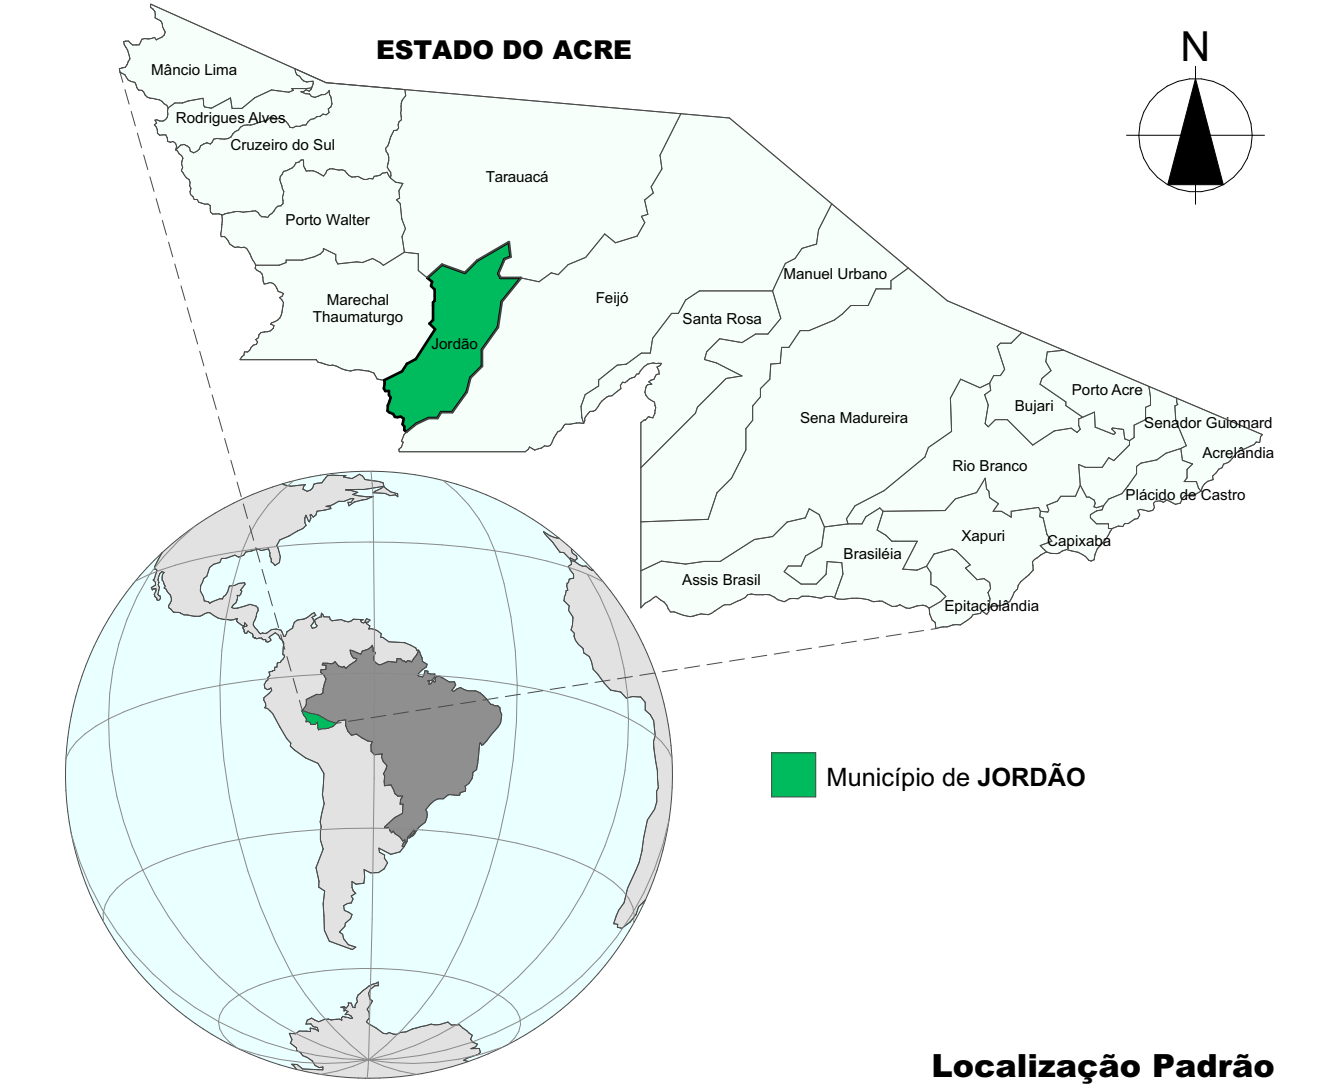 ESTADO DO ACRE
N
Mâncio Lima
Rodrigues Alves
Cruzeiro do Sul
Tarauacá
Porto Walter
Manuel Urbano
Feijó
Marechal
Thaumaturgo
Santa Rosa
Jordão
Porto Acre
Bujari
Sena Madureira
Senador Guiomard
Acrelândia
Rio Branco
Plácido de Castro
Xapuri
Capixaba
Brasiléia
Assis Brasil
Epitaciolândia
Município de JORDÃO
Localização Padrão